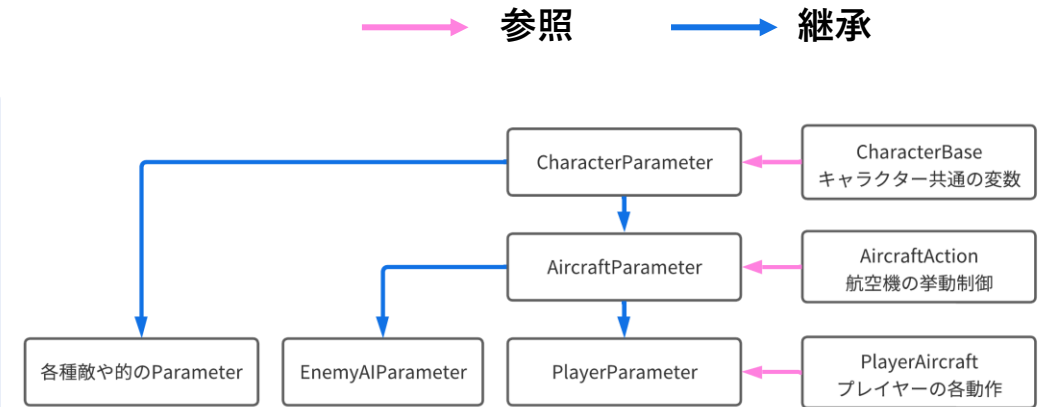 参照
継承
CharacterParameter
CharacterBase
キャラクター共通の変数
AircraftParameter
AircraftAction
航空機の挙動制御
各種敵や的のParameter
EnemyAIParameter
PlayerParameter
PlayerAircraft
プレイヤーの各動作